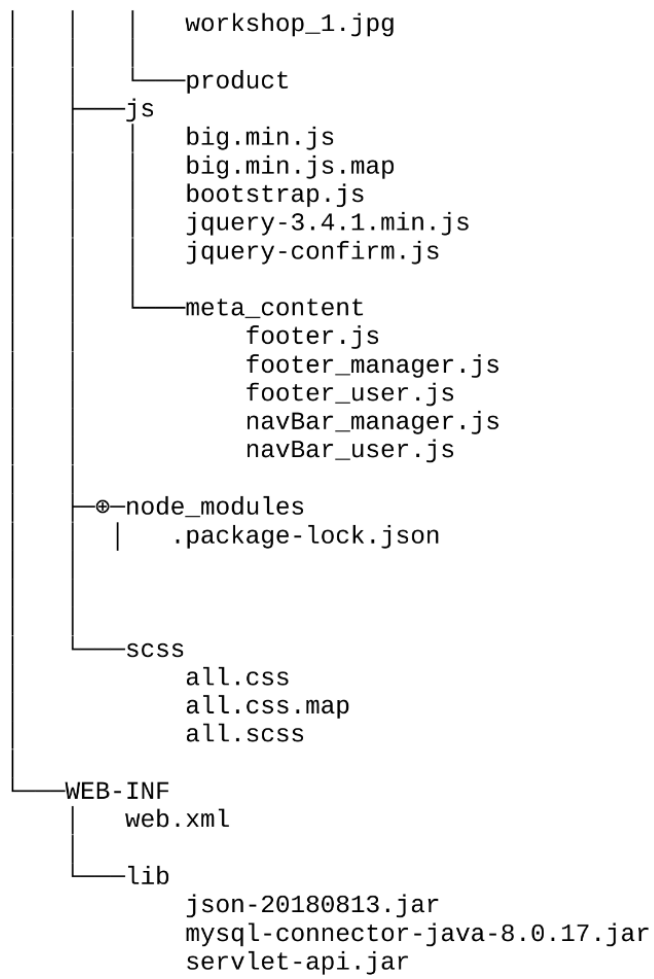 workshop_1.jpg
product
js
big.min.js
big.min.js.map
bootstrap.js
jquery-3.4.1.min.js
jquery-confirm.js
meta_content
footer.js
footer_manager.js
footer_user.js
navBar_manager.js
navBar_user.js
node_modules
.package-lock.json
scss
all.css
all.css.map
all.scss
WEB-INF
web.xml
lib
json-20180813.jar
mysql-connector-java-8.0.17.jar
servlet-api.jar